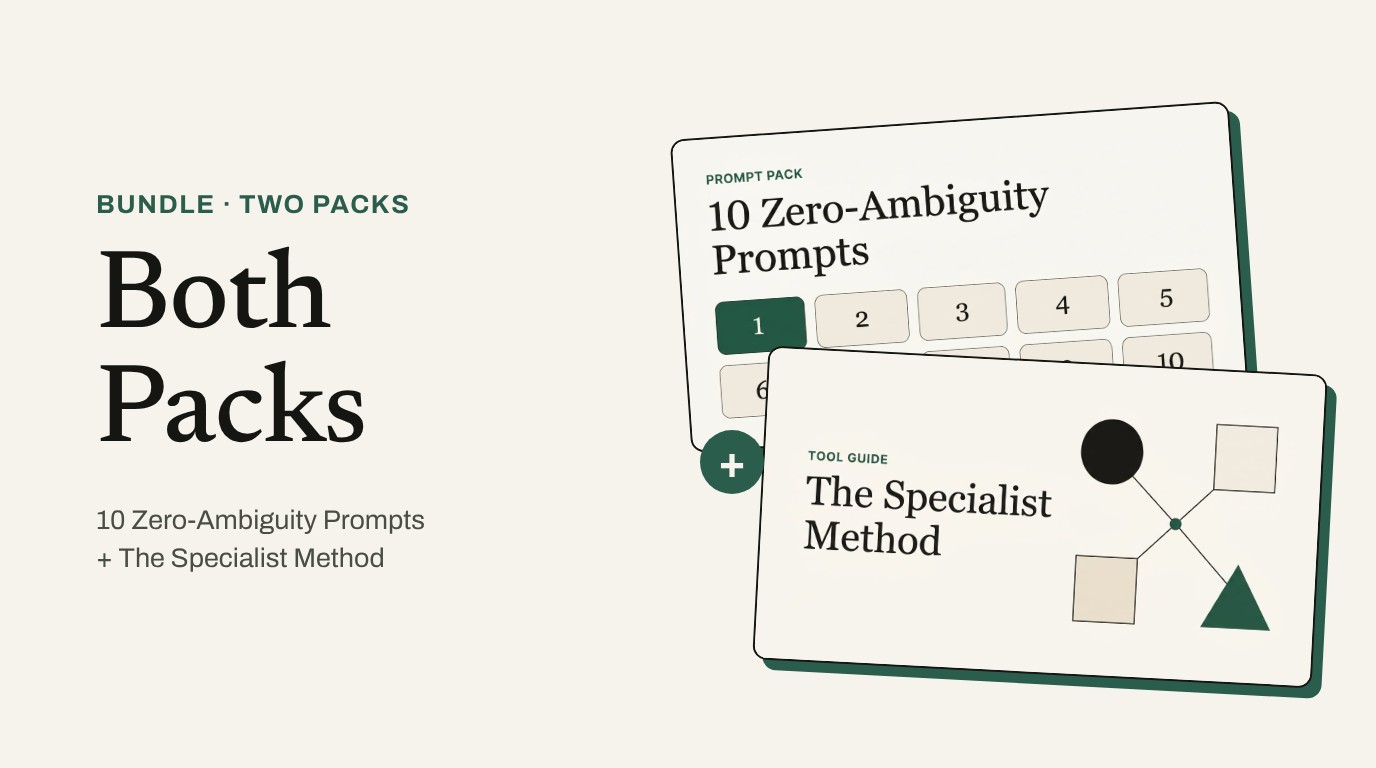 BUNDLE · TWO PACKS
Both
Packs
10 Zero-Ambiguity Prompts
+ The Specialist Method
PROMPT PACK
10 Zero-Ambiguity
Prompts
1 2 3 4 5
6 10
+
TOOL GUIDE
The Specialist
Method